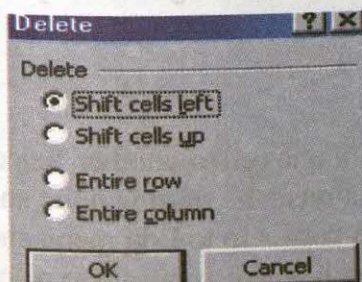 Delete ? X
Delete
Shift cells left
Shift cells up
Entire row
Entire column
OK Cancel